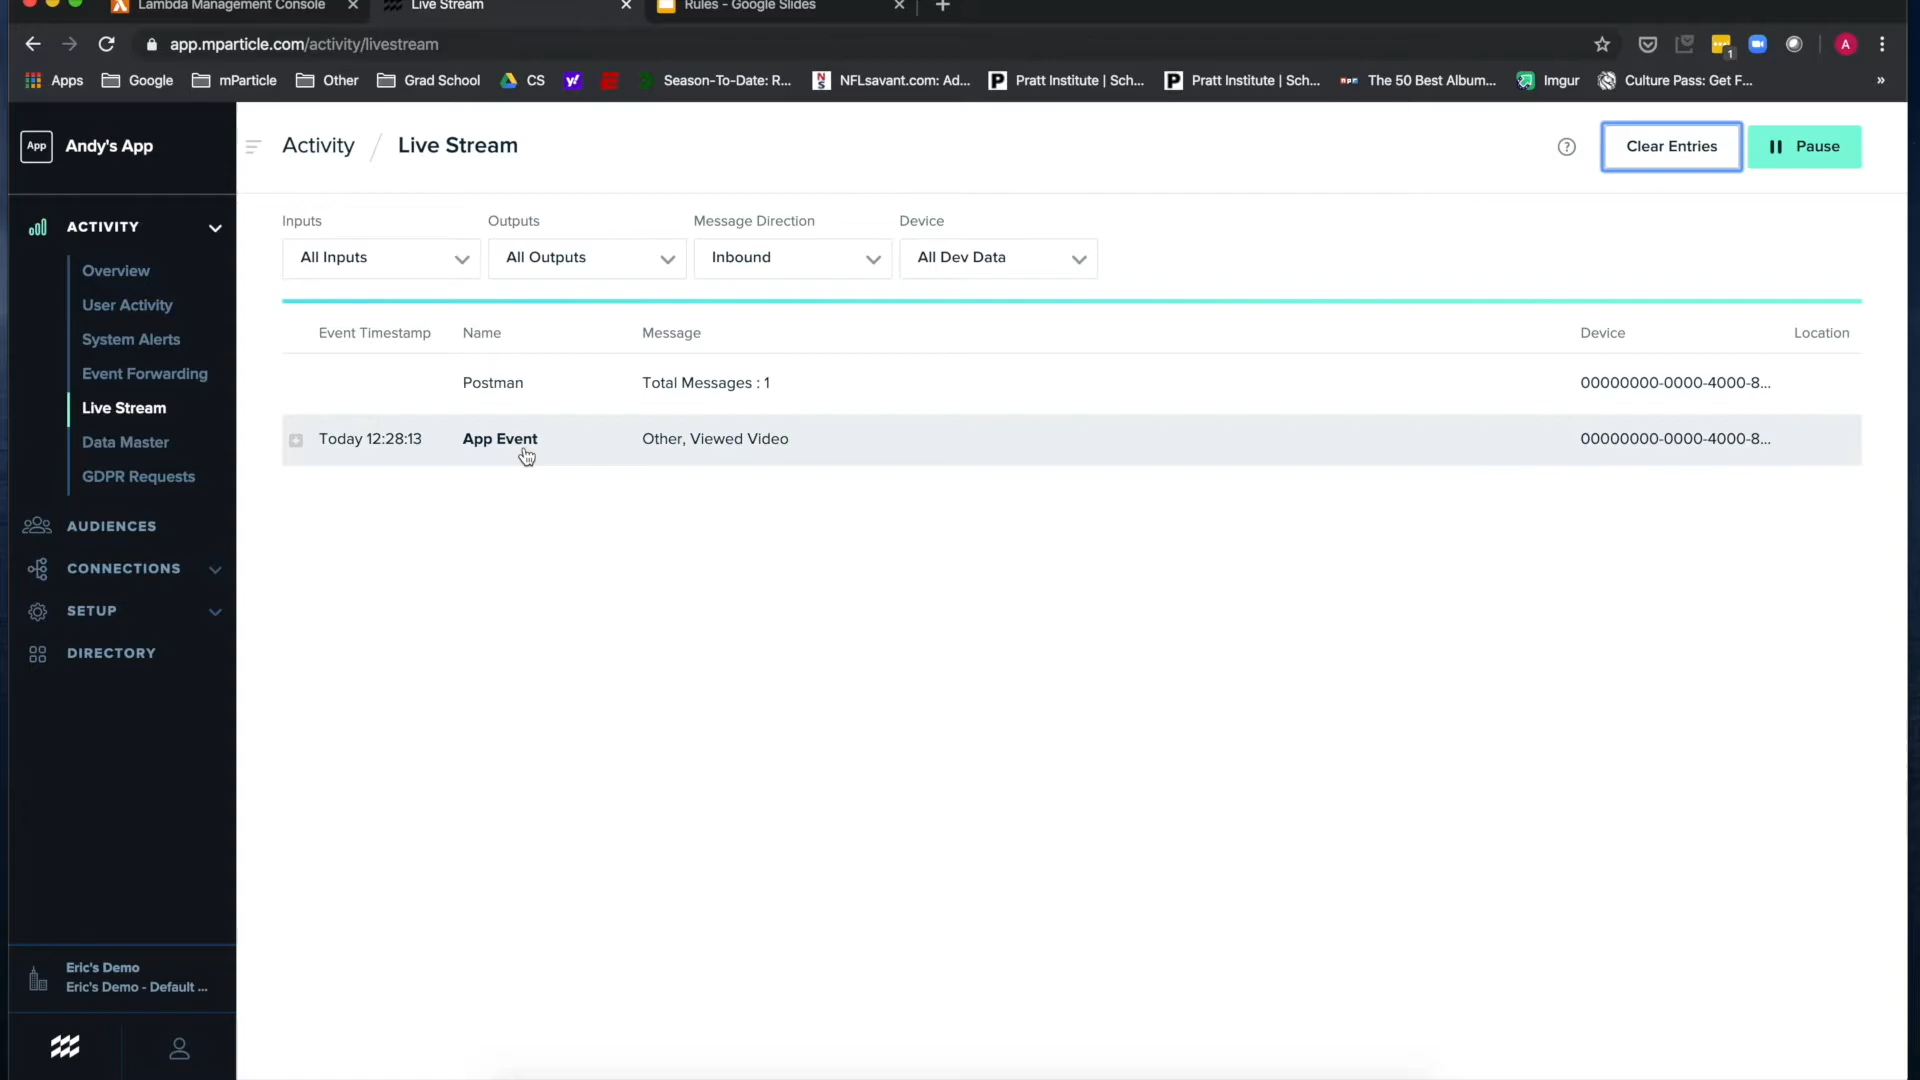 Lambda Management Console
Live Stream
Rules - Google Slides
app.mparticle.com/activity/livestream
1
A
Apps
Google
mParticle
Other
Grad School
CS
Season-To-Date: R...
NFLsavant.com: Ad...
Pratt Institute | Sch...
Pratt Institute | Sch...
The 50 Best Album...
Imgur
Culture Pass: Get F...
»
App
Andy's App
Activity / Live Stream
Clear Entries
Pause
ACTIVITY
Overview
User Activity
System Alerts
Event Forwarding
Live Stream
Data Master
GDPR Requests
AUDIENCES
CONNECTIONS
SETUP
DIRECTORY
Eric's Demo
Eric's Demo - Default ...
Inputs
Outputs
Message Direction
Device
All Inputs
All Outputs
Inbound
All Dev Data
Event Timestamp
Name
Message
Device
Location
Postman
Total Messages : 1
00000000-0000-4000-8...
Today 12:28:13
App Event
Other, Viewed Video
00000000-0000-4000-8...